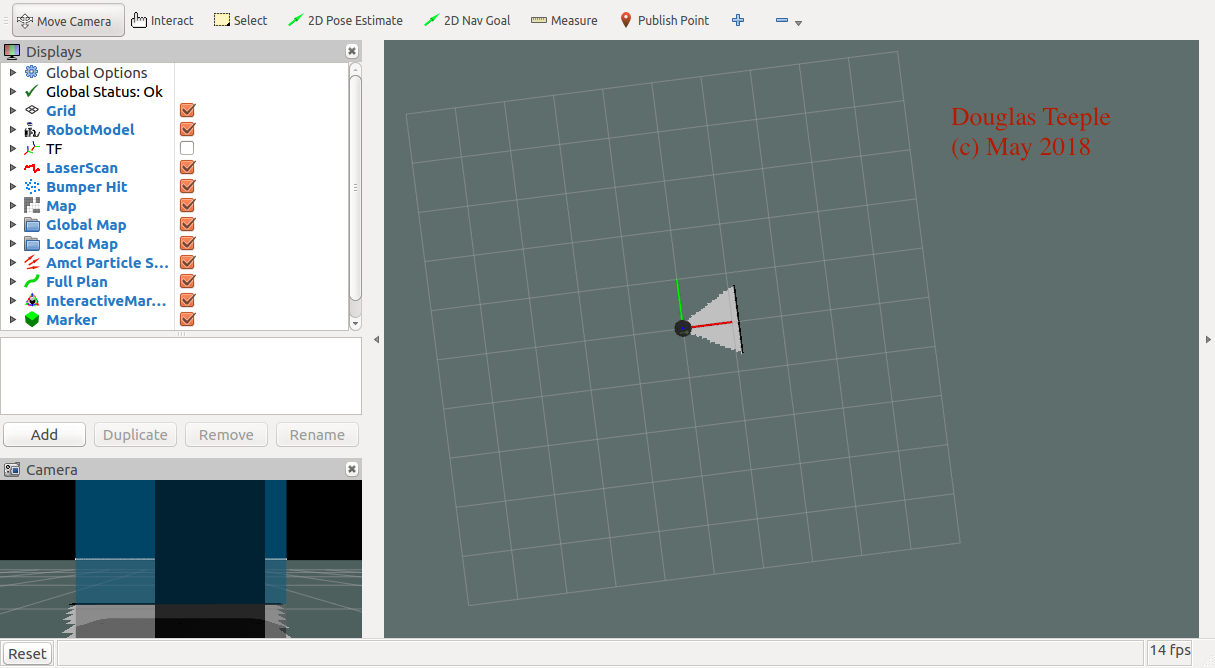 Move Camera Interact Select 2D Pose Estimate 2D Nav Goal Measure Publish Point
Displays
Global Options
Global Status: Ok
Grid
RobotModel
TF
LaserScan
Bumper Hit
Map
Global Map
Local Map
Amcl Particle S...
Full Plan
InteractiveMar...
Marker
Add Duplicate Remove Rename
Camera
Douglas Teeple
(c) May 2018
Reset
14 fps